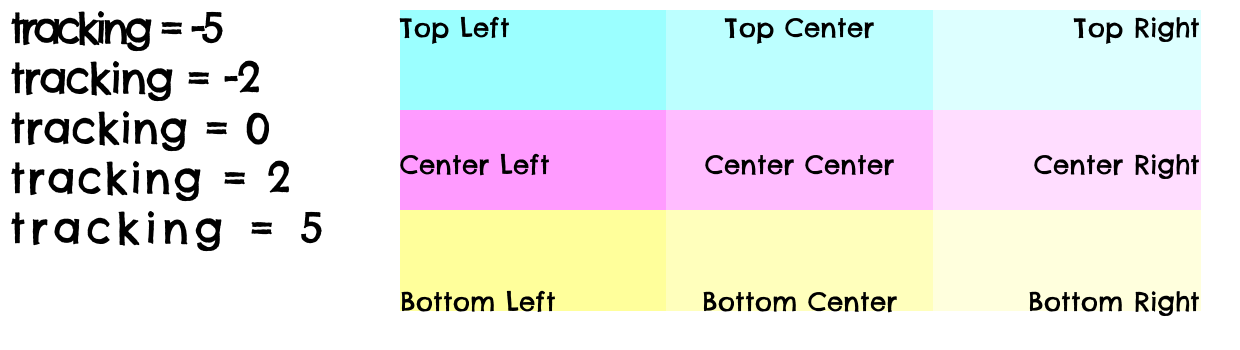 tracking = -5
tracking = -2
tracking = 0
tracking = 2
tracking = 5
Top Left Top Center Top Right
Center Left Center Center Center Right
Bottom Left Bottom Center Bottom Right